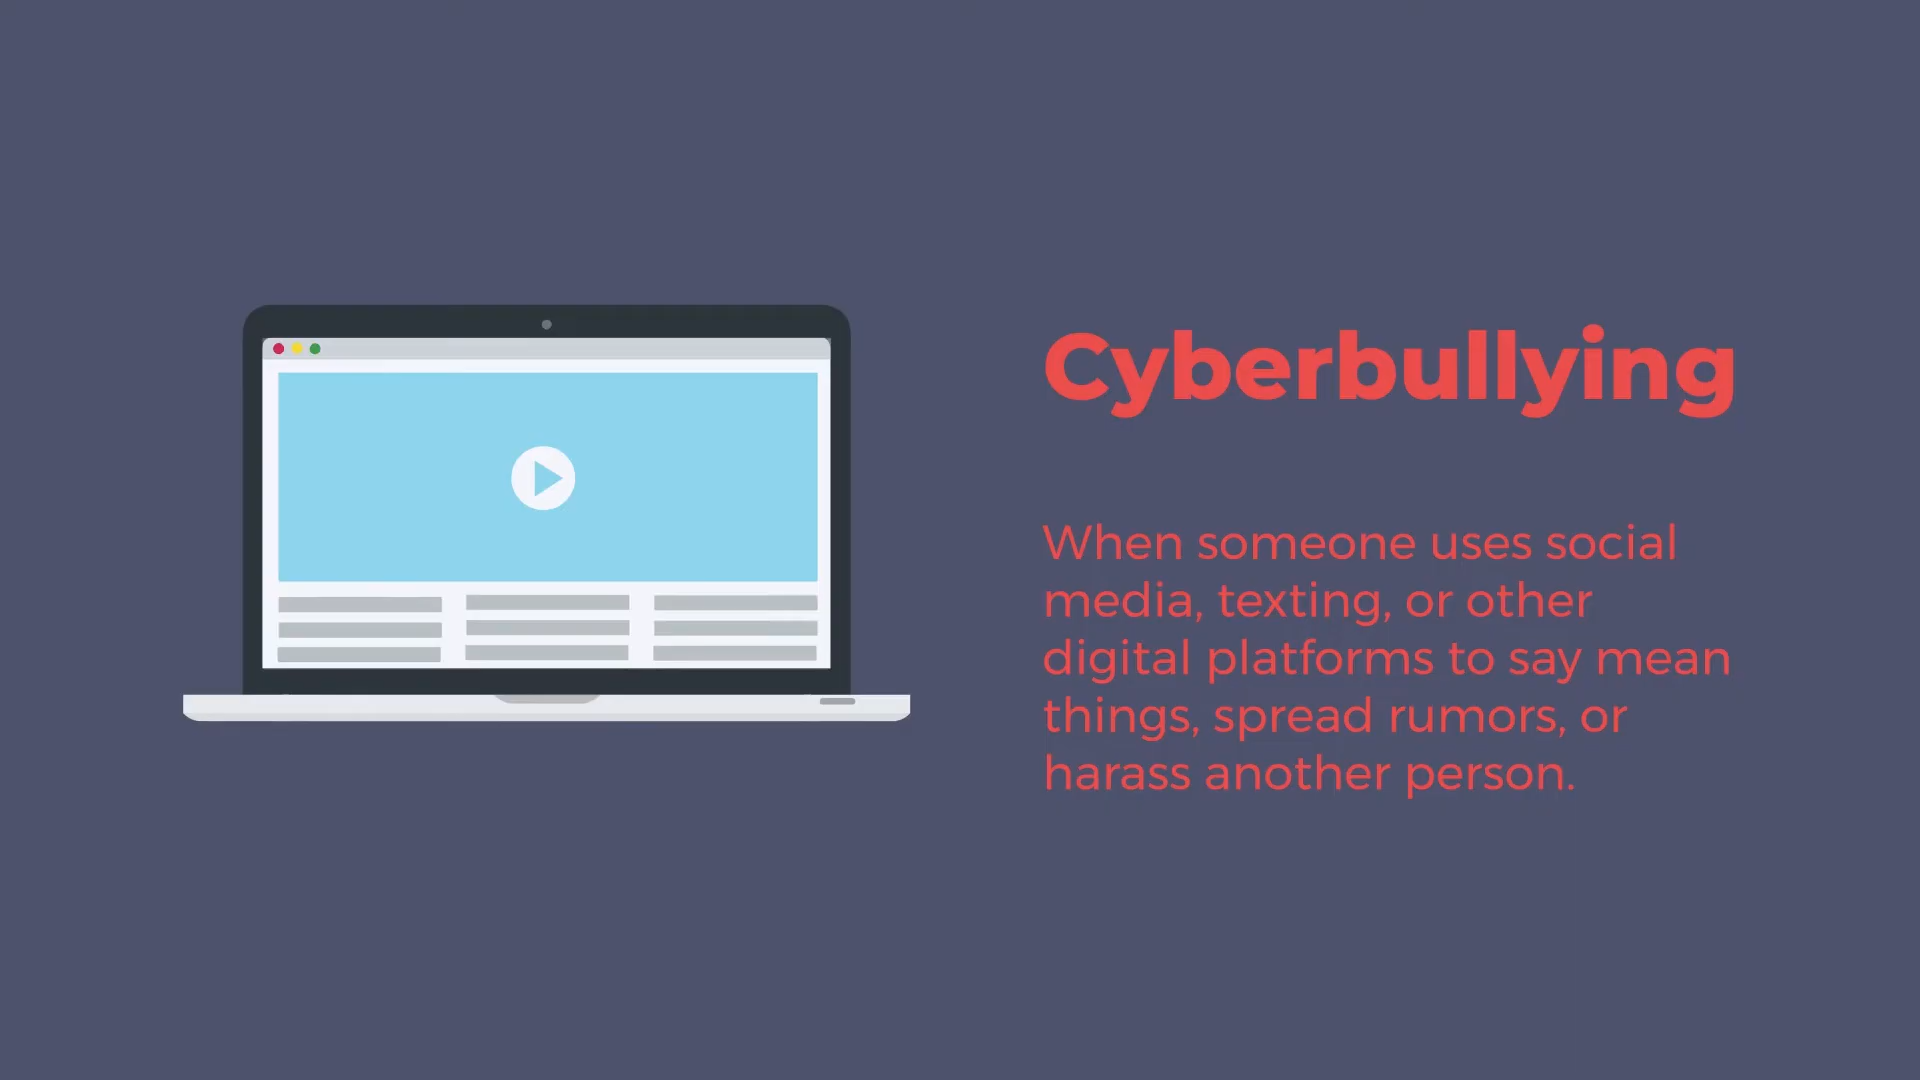 Cyberbullying
When someone uses social
media, texting, or other
digital platforms to say mean
things, spread rumors, or
harass another person.